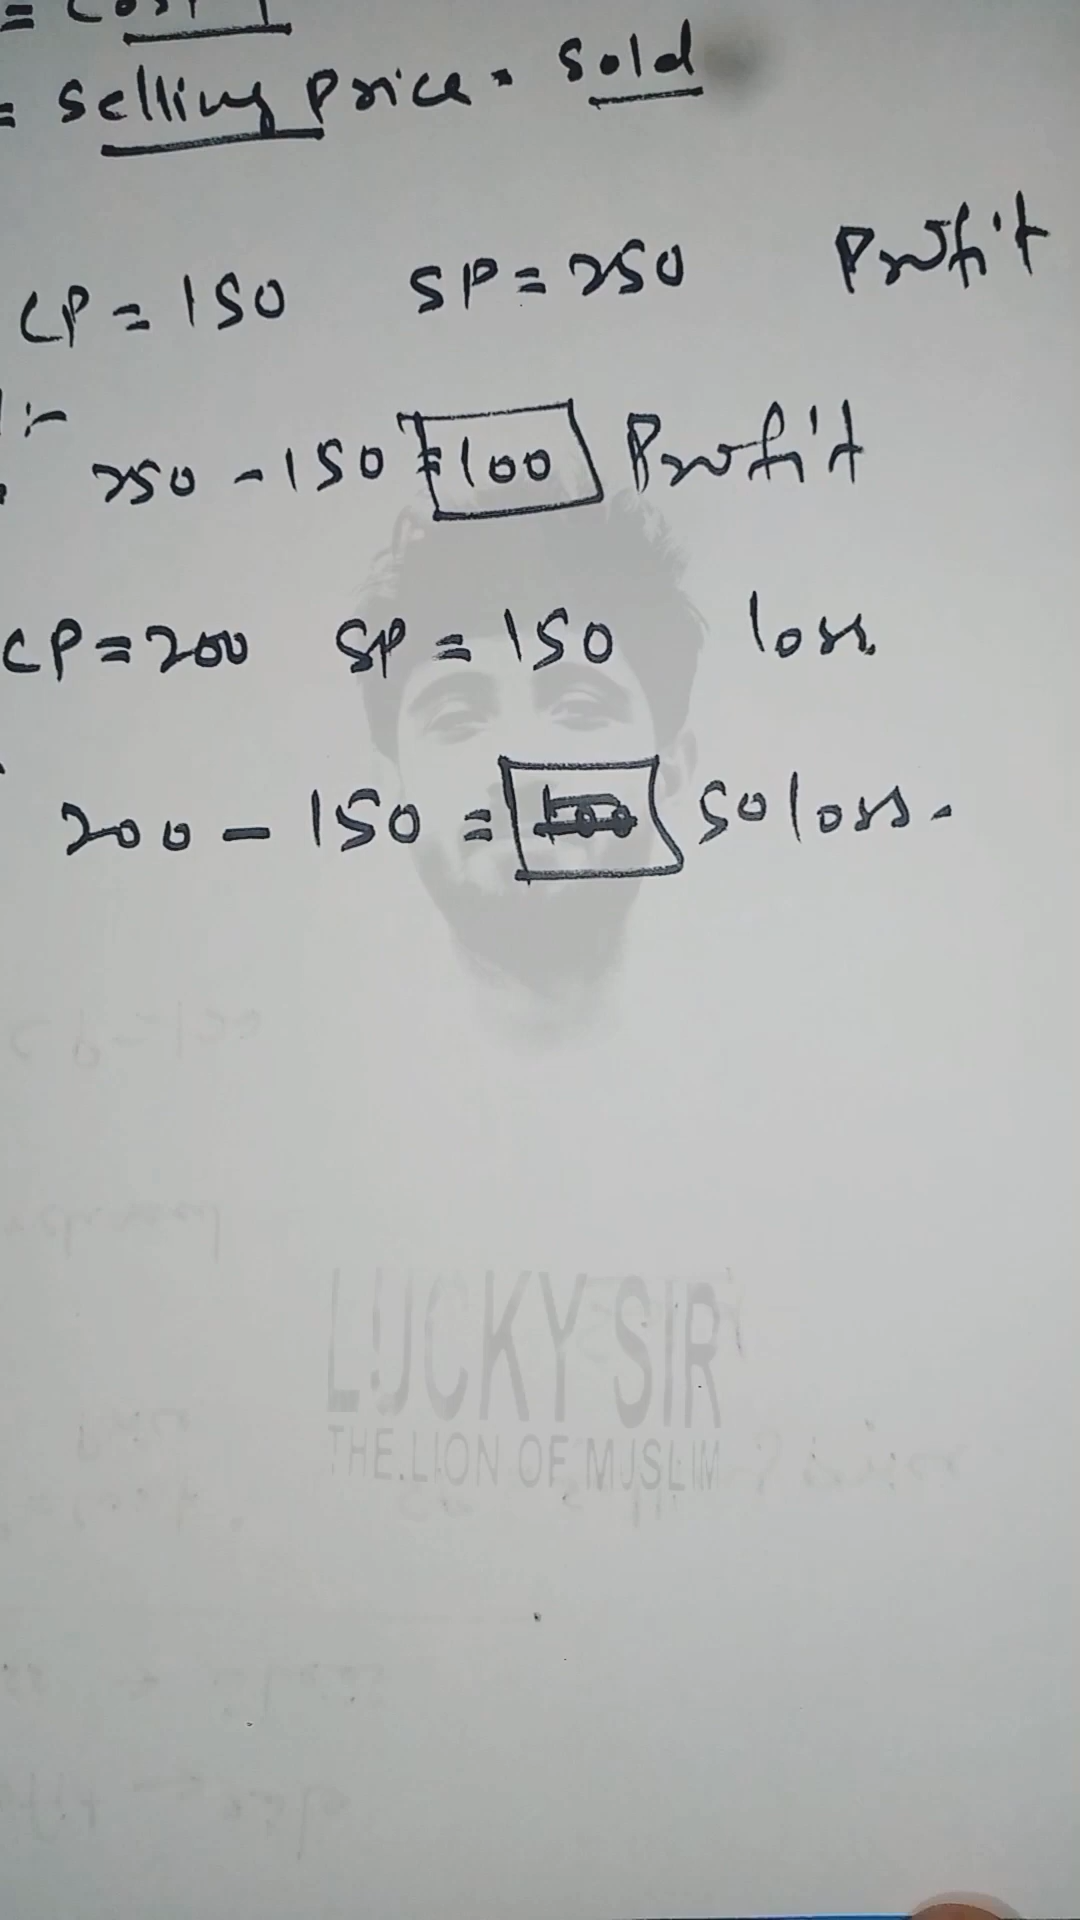 = Cost P
= Selling Price = Sold
CP = 150 SP = 250 Profit
:-
250 - 150 = 100 Profit
CP = 200 SP = 150 loss
200 - 150 = 50 loss.
LUCKY SIR
THE.LION OF MUSLIM